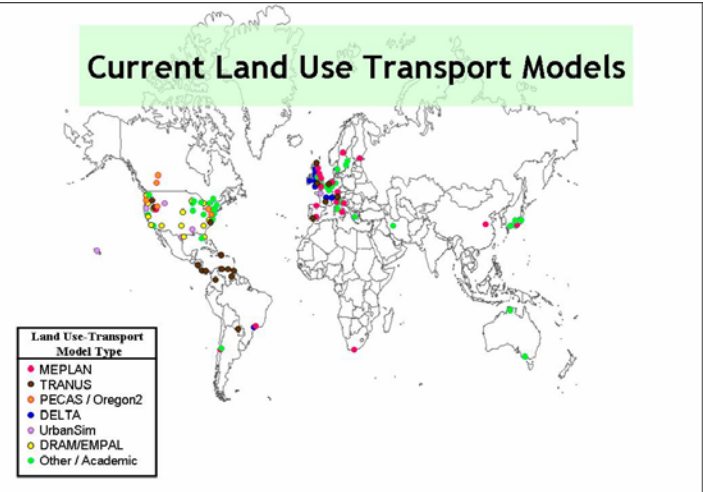 Current Land Use Transport Models
Land Use-Transport
Model Type
MEPLAN
TRANUS
PECAS / Oregon2
DELTA
UrbanSim
DRAM/EMPAL
Other / Academic